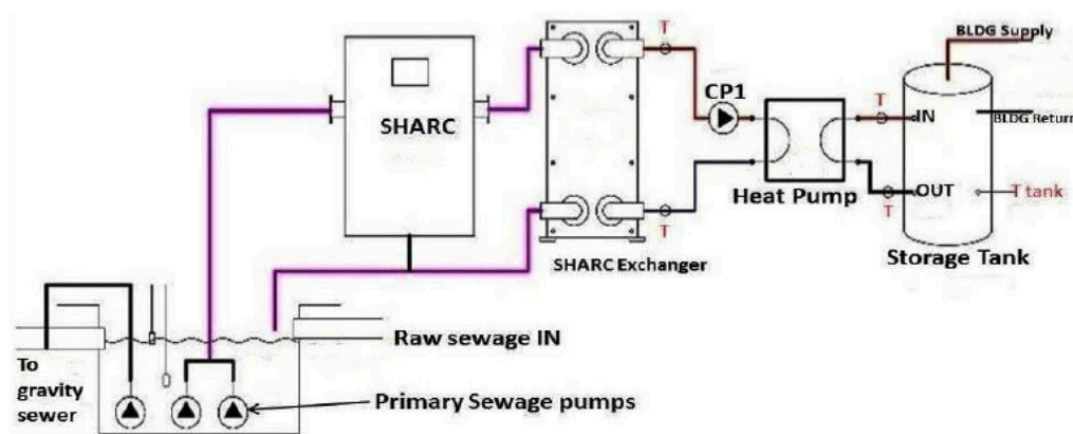 BLDG Supply
T
CP1
SHARC
T
IN
BLDG Return
Heat Pump
OUT
T tank
T
T
SHARC Exchanger
Storage Tank
Raw sewage IN
To
gravity
sewer
Primary Sewage pumps